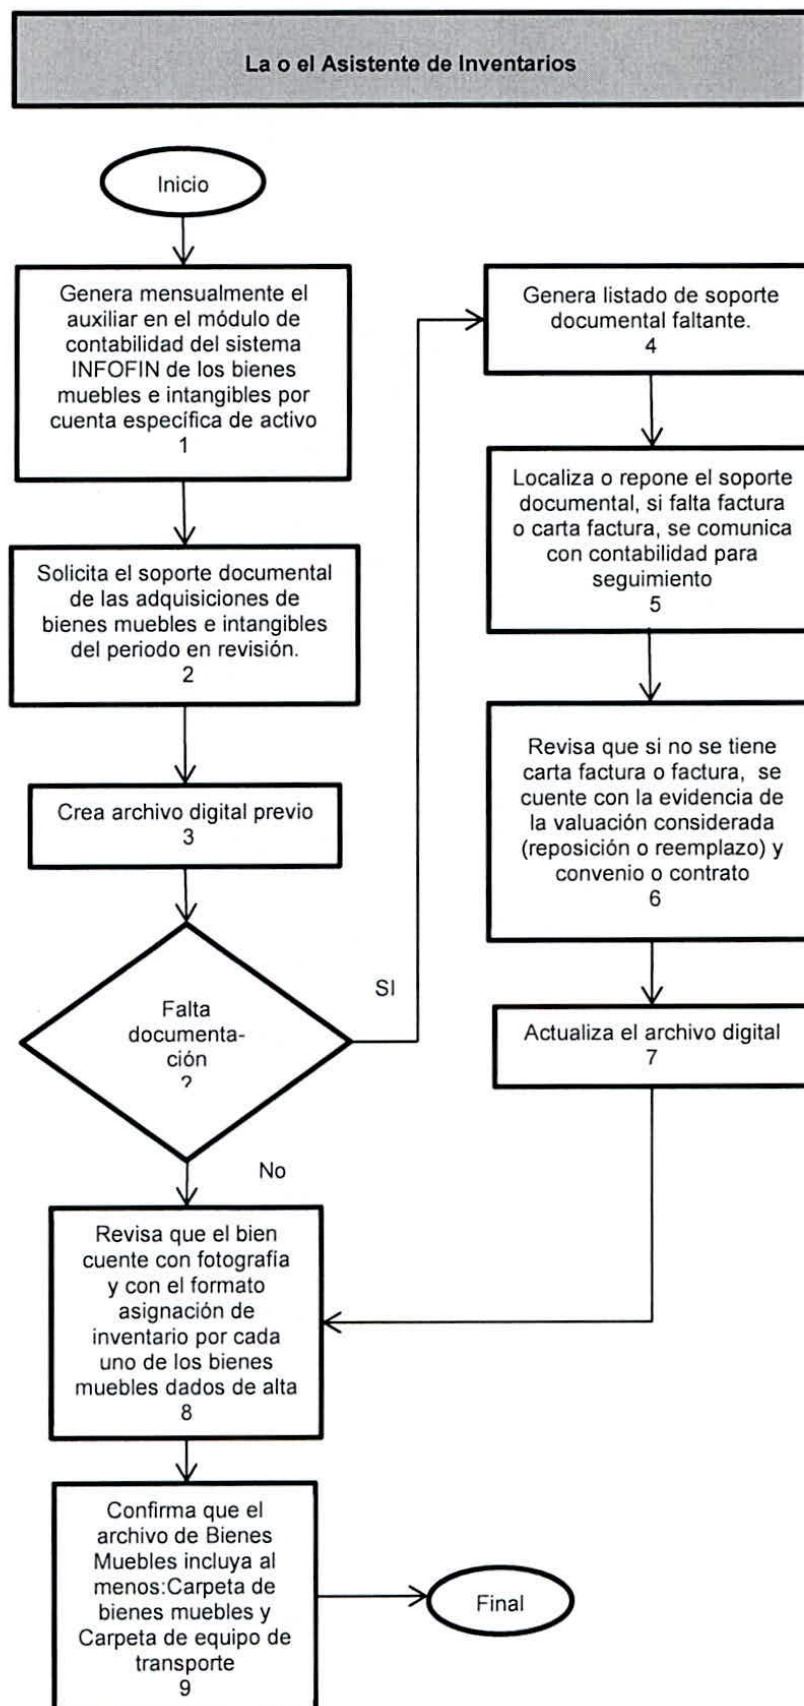 La o el Asistente de Inventarios
Inicio
Genera mensualmente el
auxiliar en el módulo de
contabilidad del sistema
INFOFIN de los bienes
muebles e intangibles por
cuenta específica de activo
1
Solicita el soporte documental
de las adquisiciones de
bienes muebles e intangibles
del periodo en revisión.
2
Crea archivo digital previo
3
Falta
documenta-
ción
?
SI
No
Genera listado de soporte
documental faltante.
4
Localiza o repone el soporte
documental, si falta factura
o carta factura, se comunica
con contabilidad para
seguimiento
5
Revisa que si no se tiene
carta factura o factura, se
cuente con la evidencia de
la valuación considerada
(reposición o reemplazo) y
convenio o contrato
6
Actualiza el archivo digital
7
Revisa que el bien
cuente con fotografía
y con el formato
asignación de
inventario por cada
uno de los bienes
muebles dados de alta
8
Confirma que el
archivo de Bienes
Muebles incluya al
menos:Carpeta de
bienes muebles y
Carpeta de equipo de
transporte
9
Final